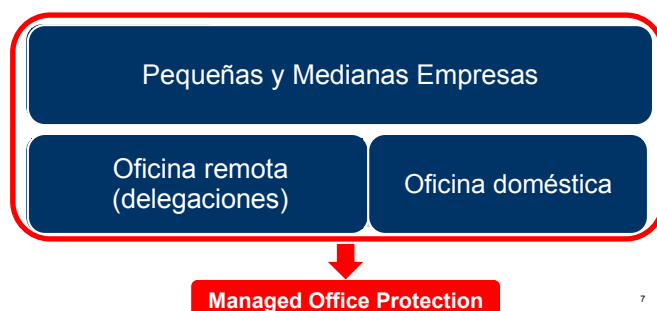 Pequeñas y Medianas Empresas
Oficina remota
(delegaciones)
Oficina doméstica
Managed Office Protection
7